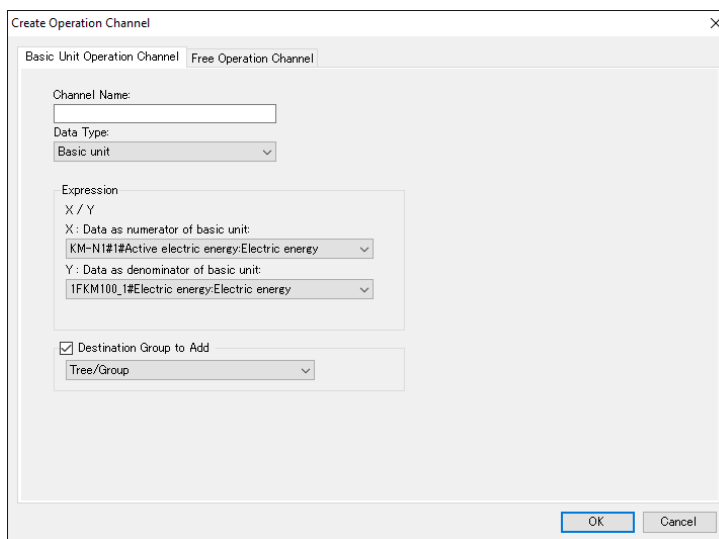 Create Operation Channel
Basic Unit Operation Channel Free Operation Channel
Channel Name:
Data Type:
Basic unit
Expression
X / Y
X : Data as numerator of basic unit:
KM-N1#1#Active electric energy:Electric energy
Y : Data as denominator of basic unit:
1FKM100_1#Electric energy:Electric energy
Destination Group to Add
Tree/Group
OK Cancel